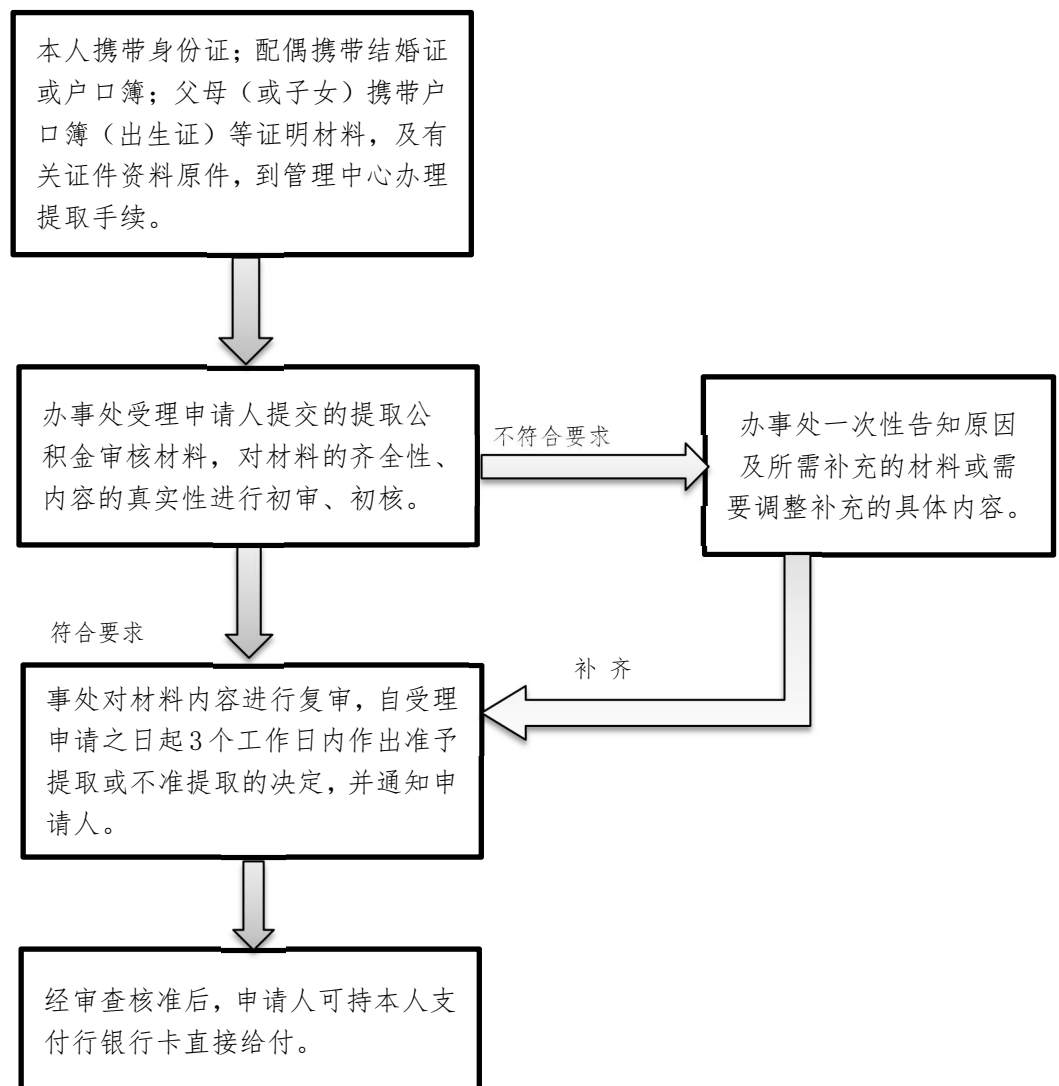 本人携带身份证；配偶携带结婚证
或户口簿；父母（或子女）携带户
口簿（出生证）等证明材料，及有
关证件资料原件，到管理中心办理
提取手续。
办事处受理申请人提交的提取公
积金审核材料，对材料的齐全性、
内容的真实性进行初审、初核。
不符合要求
办事处一次性告知原因
及所需补充的材料或需
要调整补充的具体内容。
符合要求
补 齐
事处对材料内容进行复审，自受理
申请之日起3个工作日内作出准予
提取或不准提取的决定，并通知申
请人。
经审查核准后，申请人可持本人支
付行银行卡直接给付。